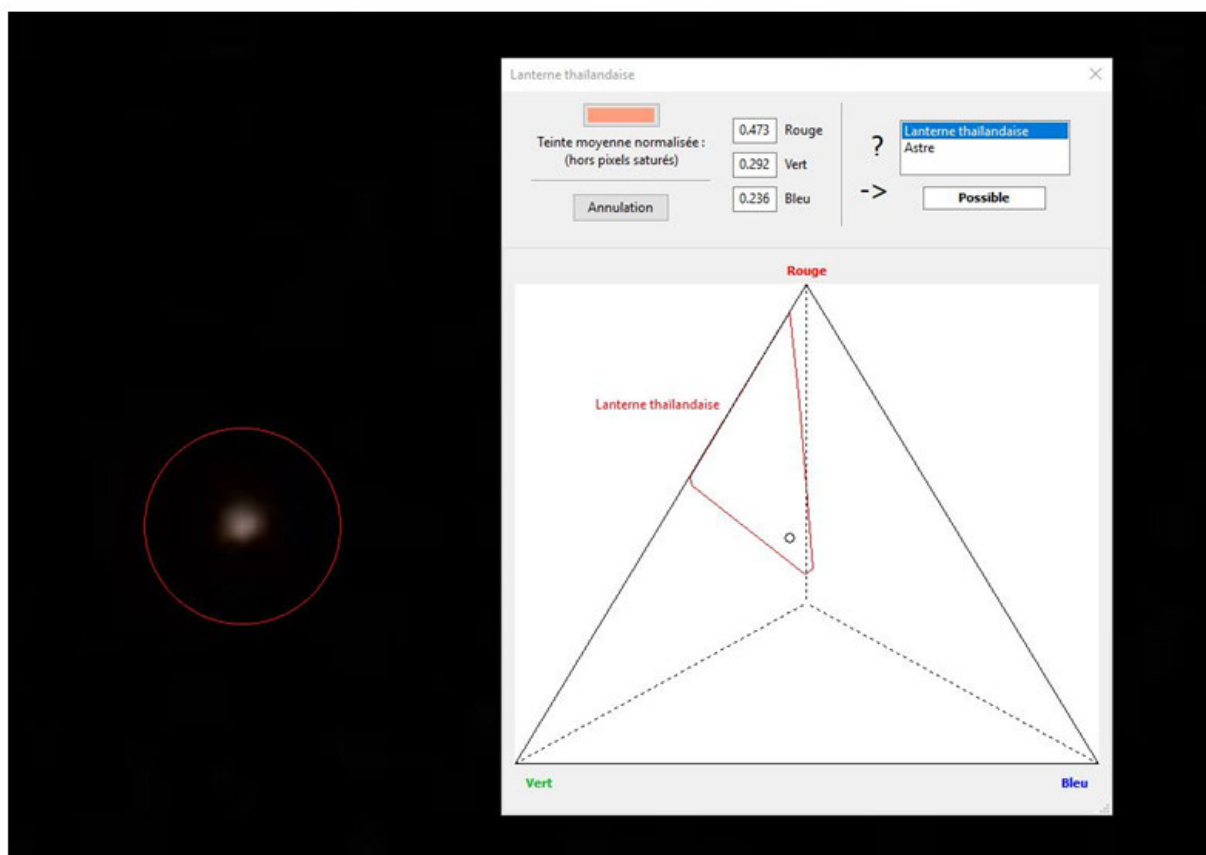 Lanterne thaïlandaise
Teinte moyenne normalisée :
(hors pixels saturés)
Annulation
0.473 Rouge
0.292 Vert
0.236 Bleu
?
->
Lanterne thaïlandaise
Astre
Possible
Rouge
Lanterne thaïlandaise
Vert
Bleu